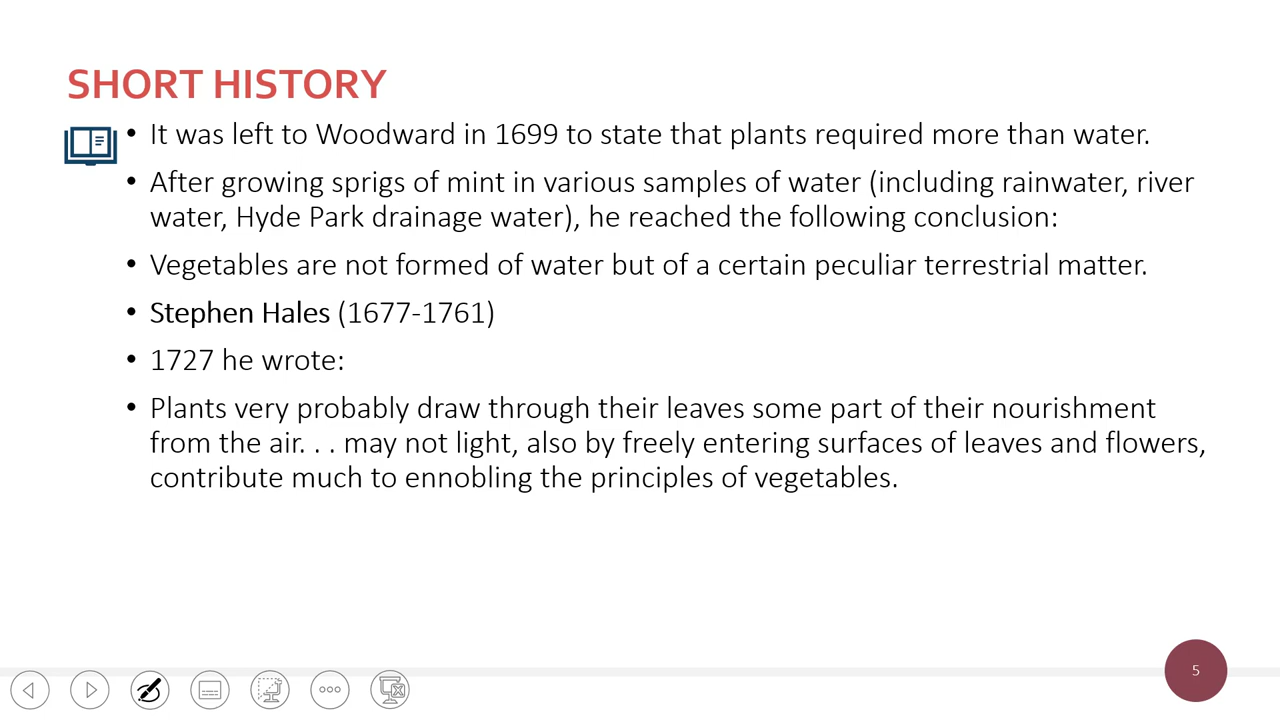 SHORT HISTORY
• It was left to Woodward in 1699 to state that plants required more than water.
• After growing sprigs of mint in various samples of water (including rainwater, river
water, Hyde Park drainage water), he reached the following conclusion:
• Vegetables are not formed of water but of a certain peculiar terrestrial matter.
• Stephen Hales (1677-1761)
• 1727 he wrote:
• Plants very probably draw through their leaves some part of their nourishment
from the air. . . may not light, also by freely entering surfaces of leaves and flowers,
contribute much to ennobling the principles of vegetables.
5